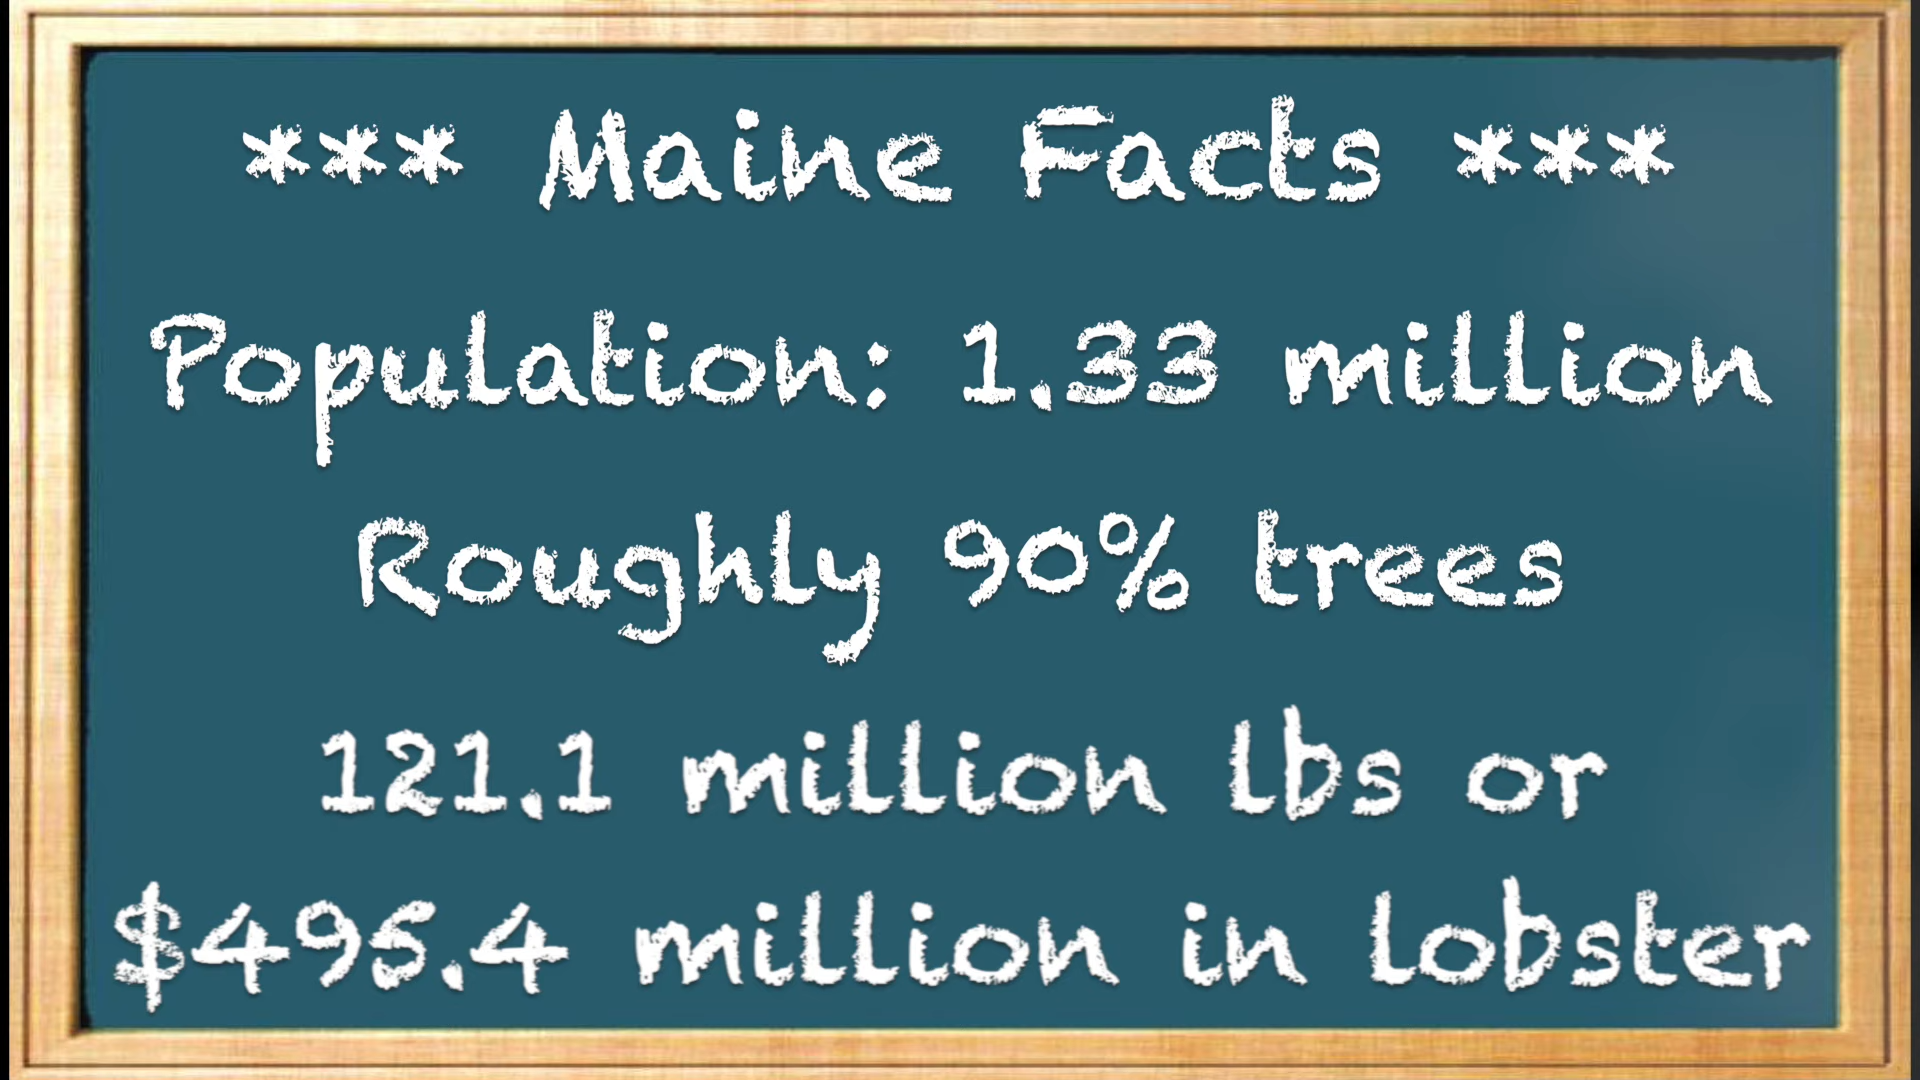 *** Maine Facts ***
Population: 1.33 million
Roughly 90% trees
121.1 million lbs or
$495.4 million in lobster